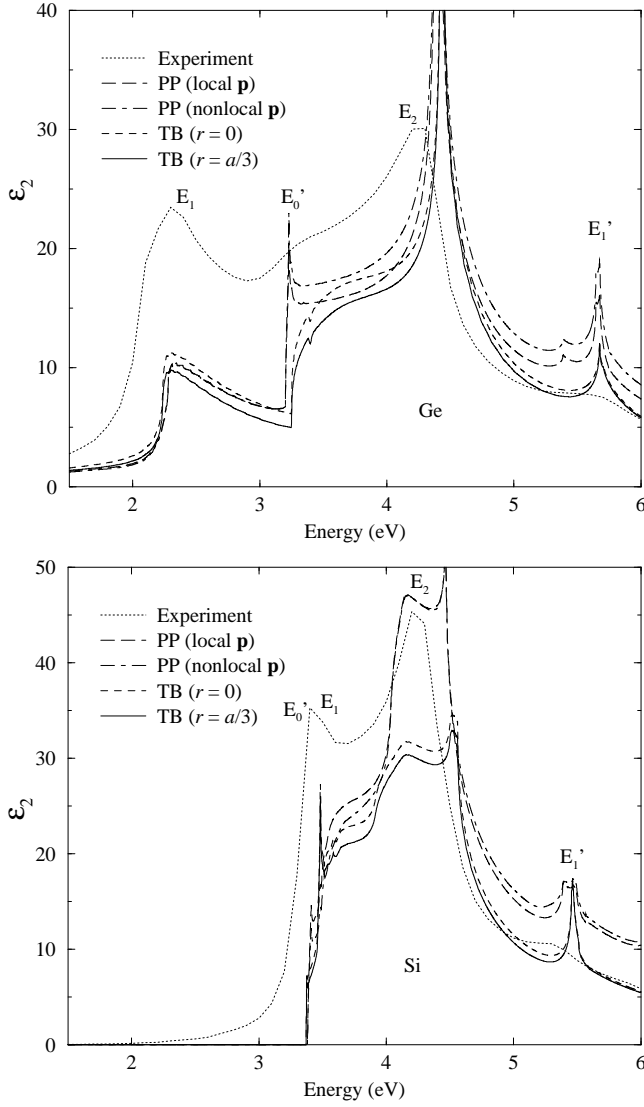 40
30
20
10
0
ε₂
Experiment
PP (local p)
PP (nonlocal p)
TB (r = 0)
TB (r = a/3)
E₁
E₀'
E₂
E₁'
Ge
2 3 4 5 6
Energy (eV)
50
40
30
20
10
0
ε₂
Experiment
PP (local p)
PP (nonlocal p)
TB (r = 0)
TB (r = a/3)
E₀'
E₁
E₂
E₁'
Si
2 3 4 5 6
Energy (eV)